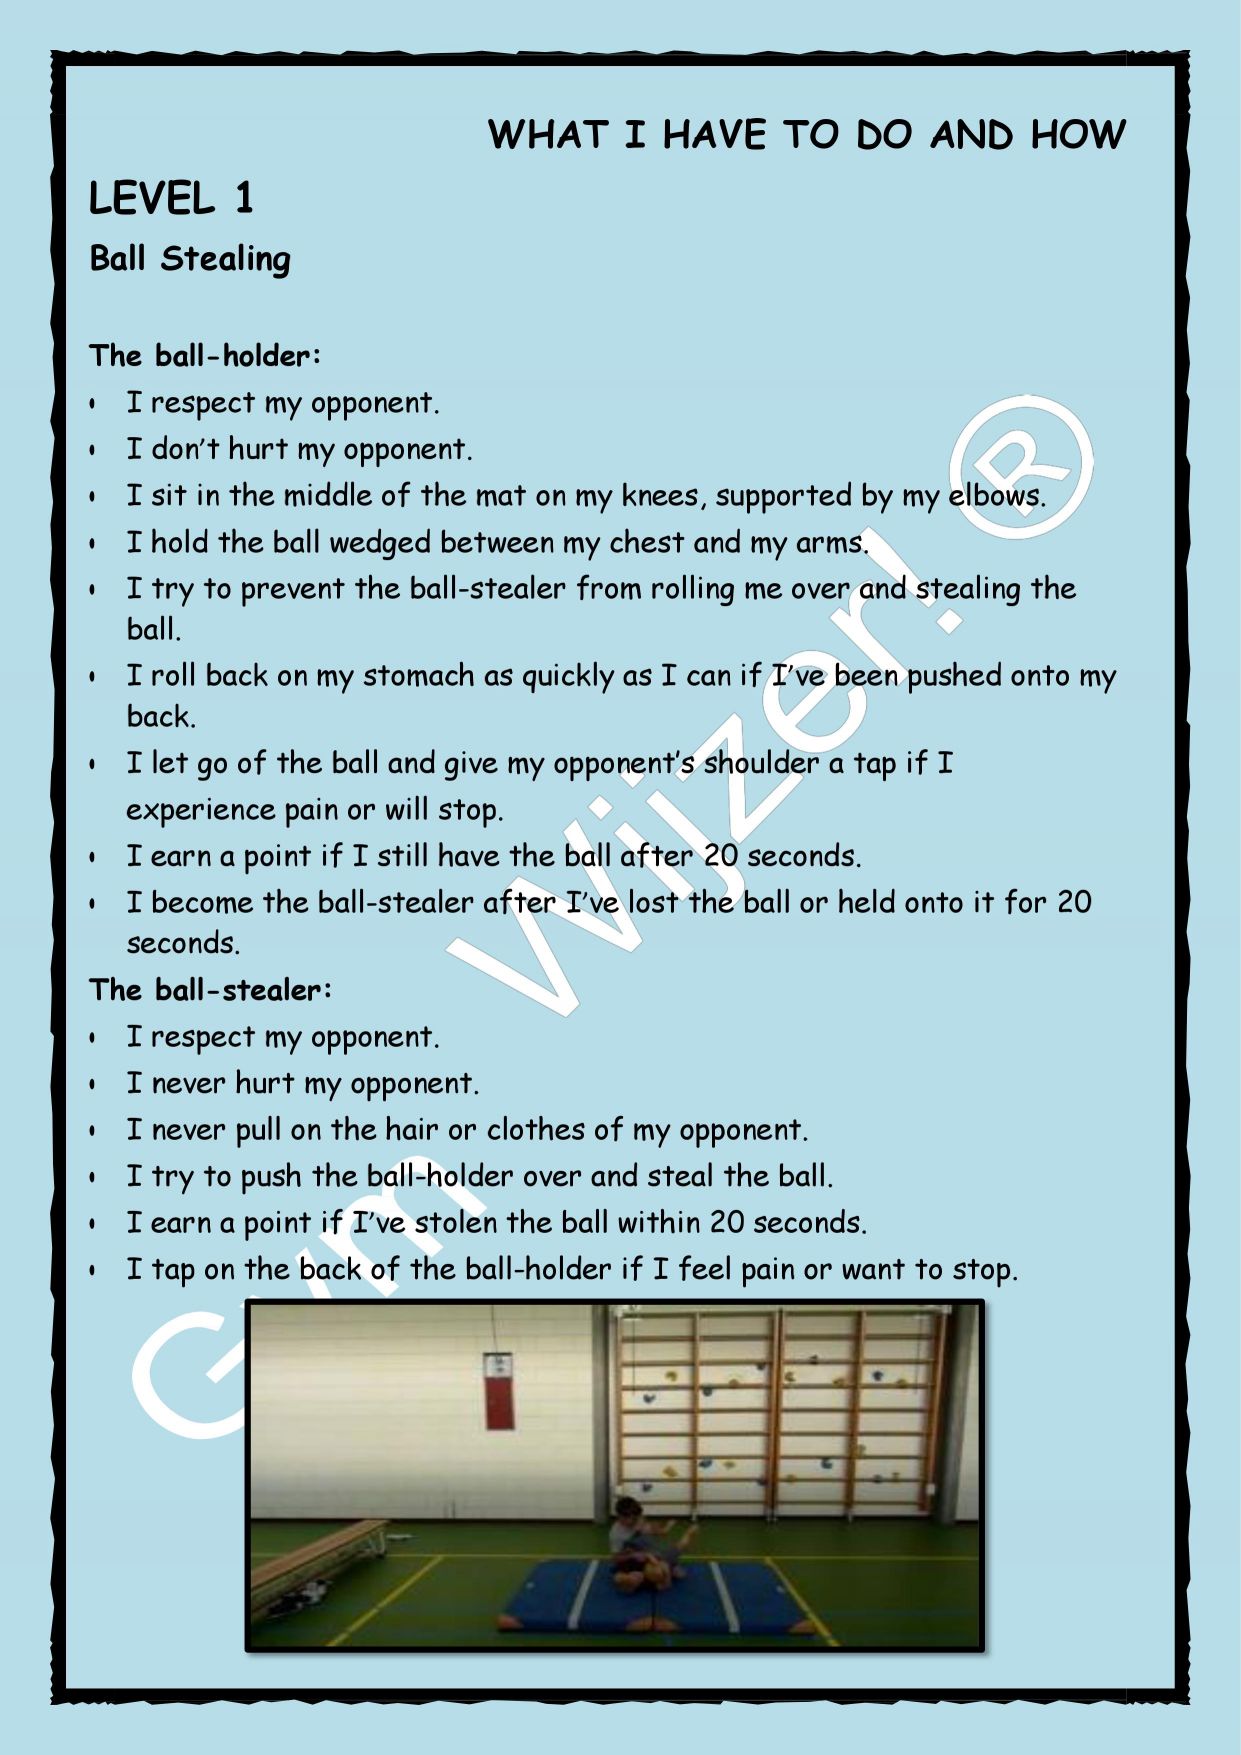 WHAT I HAVE TO DO AND HOW
LEVEL 1
Ball Stealing
The ball-holder:
• I respect my opponent.
• I don’t hurt my opponent.
• I sit in the middle of the mat on my knees, supported by my elbows.
• I hold the ball wedged between my chest and my arms.
• I try to prevent the ball-stealer from rolling me over and stealing the
ball.
• I roll back on my stomach as quickly as I can if I’ve been pushed onto my
back.
• I let go of the ball and give my opponent’s shoulder a tap if I
experience pain or will stop.
• I earn a point if I still have the ball after 20 seconds.
• I become the ball-stealer after I’ve lost the ball or held onto it for 20
seconds.
The ball-stealer:
• I respect my opponent.
• I never hurt my opponent.
• I never pull on the hair or clothes of my opponent.
• I try to push the ball-holder over and steal the ball.
• I earn a point if I’ve stolen the ball within 20 seconds.
• I tap on the back of the ball-holder if I feel pain or want to stop.
Gym Wijzer! ®